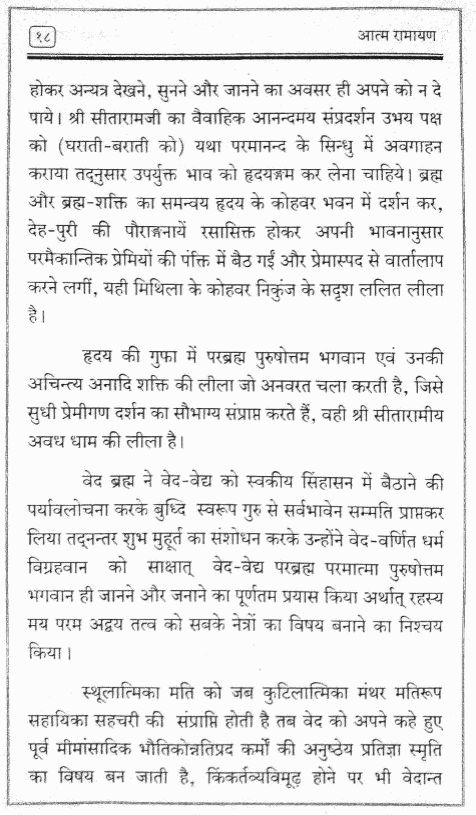 १८
आत्म रामायण
होकर अन्यत्र देखने, सुनने और जानने का अवसर ही अपने को न दे
पाये। श्री सीतारामजी का वैवाहिक आनन्दमय संप्रदर्शन उभय पक्ष
को (घराती-बराती को) यथा परमानन्द के सिन्धु में अवगाहन
कराया तद्नुसार उपर्युक्त भाव को हृदयङ्गम कर लेना चाहिये। ब्रह्म
और ब्रह्म-शक्ति का समन्वय हृदय के कोहवर भवन में दर्शन कर,
देह-पुरी की पौराङ्गनायें रसासिक्त होकर अपनी भावनानुसार
परमैकान्तिक प्रेमियों की पंक्ति में बैठ गईं और प्रेमास्पद से वार्तालाप
करने लगीं, यही मिथिला के कोहवर निकुंज के सदृश ललित लीला
है।
हृदय की गुफा में परब्रह्म पुरुषोत्तम भगवान एवं उनकी
अचिन्त्य अनादि शक्ति की लीला जो अनवरत चला करती है, जिसे
सुधी प्रेमीगण दर्शन का सौभाग्य संप्राप्त करते हैं, वही श्री सीतारामीय
अवध धाम की लीला है।
वेद ब्रह्म ने वेद-वेद्य को स्वकीय सिंहासन में बैठाने की
पर्यावलोचना करके बुध्दि स्वरूप गुरु से सर्वभावेन सम्मति प्राप्तकर
लिया तद्नन्तर शुभ मुहूर्त का संशोधन करके उन्होंने वेद-वर्णित धर्म
विग्रहवान को साक्षात् वेद-वेद्य परब्रह्म परमात्मा पुरुषोत्तम
भगवान ही जानने और जनाने का पूर्णतम प्रयास किया अर्थात् रहस्य
मय परम अद्वय तत्व को सबके नेत्रों का विषय बनाने का निश्चय
किया।
स्थूलात्मिका मति को जब कुटिलात्मिका मंथर मतिरूप
सहायिका सहचरी की संप्राप्ति होती है तब वेद को अपने कहे हुए
पूर्व मीमांसादिक भौतिकोन्नतिप्रद कर्मों की अनुष्ठेय प्रतिज्ञा स्मृति
का विषय बन जाती है, किंकर्तव्यविमूढ़ होने पर भी वेदान्त